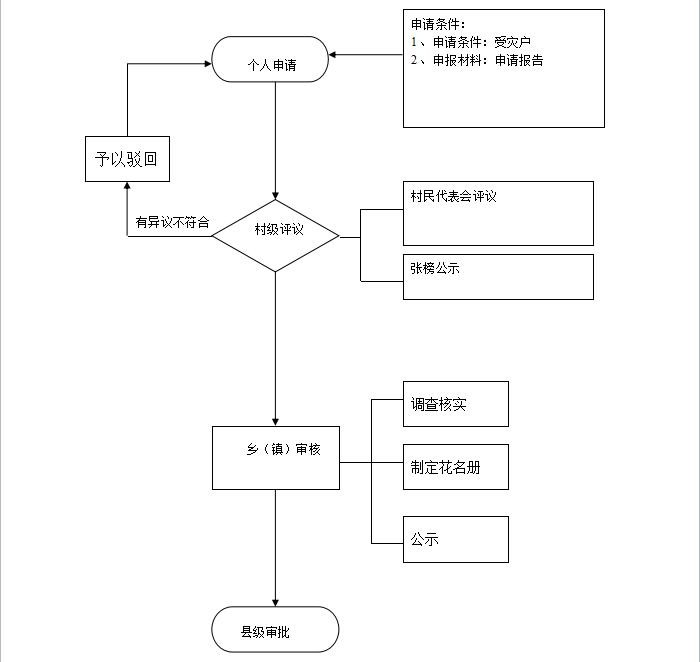 申请条件：
1、申请条件：受灾户
2、申报材料：申请报告
个人申请
予以驳回
有异议不符合
村级评议
村民代表会评议
张榜公示
调查核实
乡（镇）审核
制定花名册
公示
县级审批